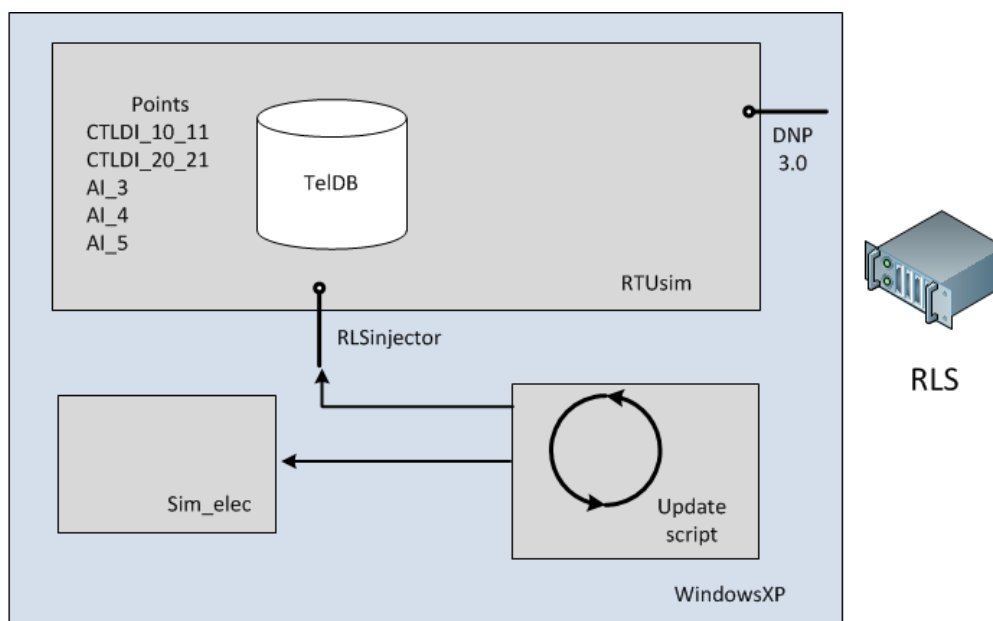 Points
CTLDI_10_11
CTLDI_20_21
AI_3
AI_4
AI_5
TelDB
DNP
3.0
RTUsim
RLSinjector
RLS
Sim_elec
Update
script
WindowsXP